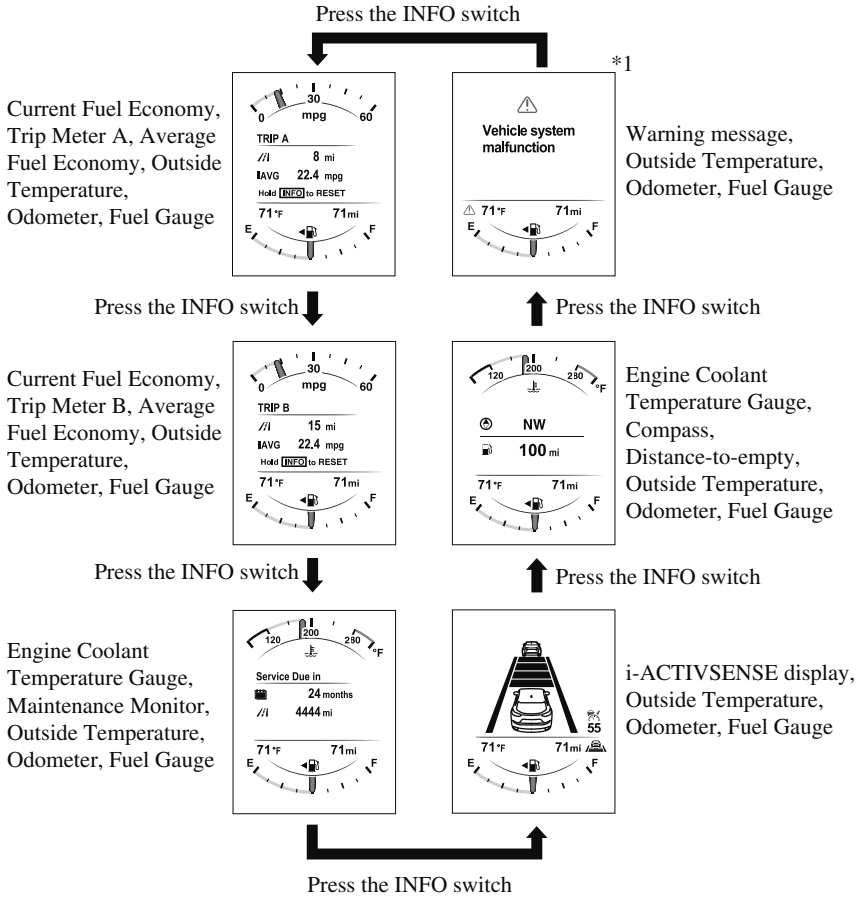 Press the INFO switch
*1
Current Fuel Economy,
Trip Meter A, Average
Fuel Economy, Outside
Temperature,
Odometer, Fuel Gauge
0 30 60
mpg
TRIP A
8 mi
AVG 22.4 mpg
Hold INFO to RESET
71°F 71mi
E F
Vehicle system
malfunction
71°F 71mi
E F
Warning message,
Outside Temperature,
Odometer, Fuel Gauge
Press the INFO switch
Press the INFO switch
Current Fuel Economy,
Trip Meter B, Average
Fuel Economy, Outside
Temperature,
Odometer, Fuel Gauge
0 30 60
mpg
TRIP B
15 mi
AVG 22.4 mpg
Hold INFO to RESET
71°F 71mi
E F
120 200 280 °F
NW
100 mi
71°F 71mi
E F
Engine Coolant
Temperature Gauge,
Compass,
Distance-to-empty,
Outside Temperature,
Odometer, Fuel Gauge
Press the INFO switch
Press the INFO switch
Engine Coolant
Temperature Gauge,
Maintenance Monitor,
Outside Temperature,
Odometer, Fuel Gauge
120 200 280 °F
Service Due in
24 months
4444 mi
71°F 71mi
E F
55
71°F 71mi
E F
i-ACTIVSENSE display,
Outside Temperature,
Odometer, Fuel Gauge
Press the INFO switch